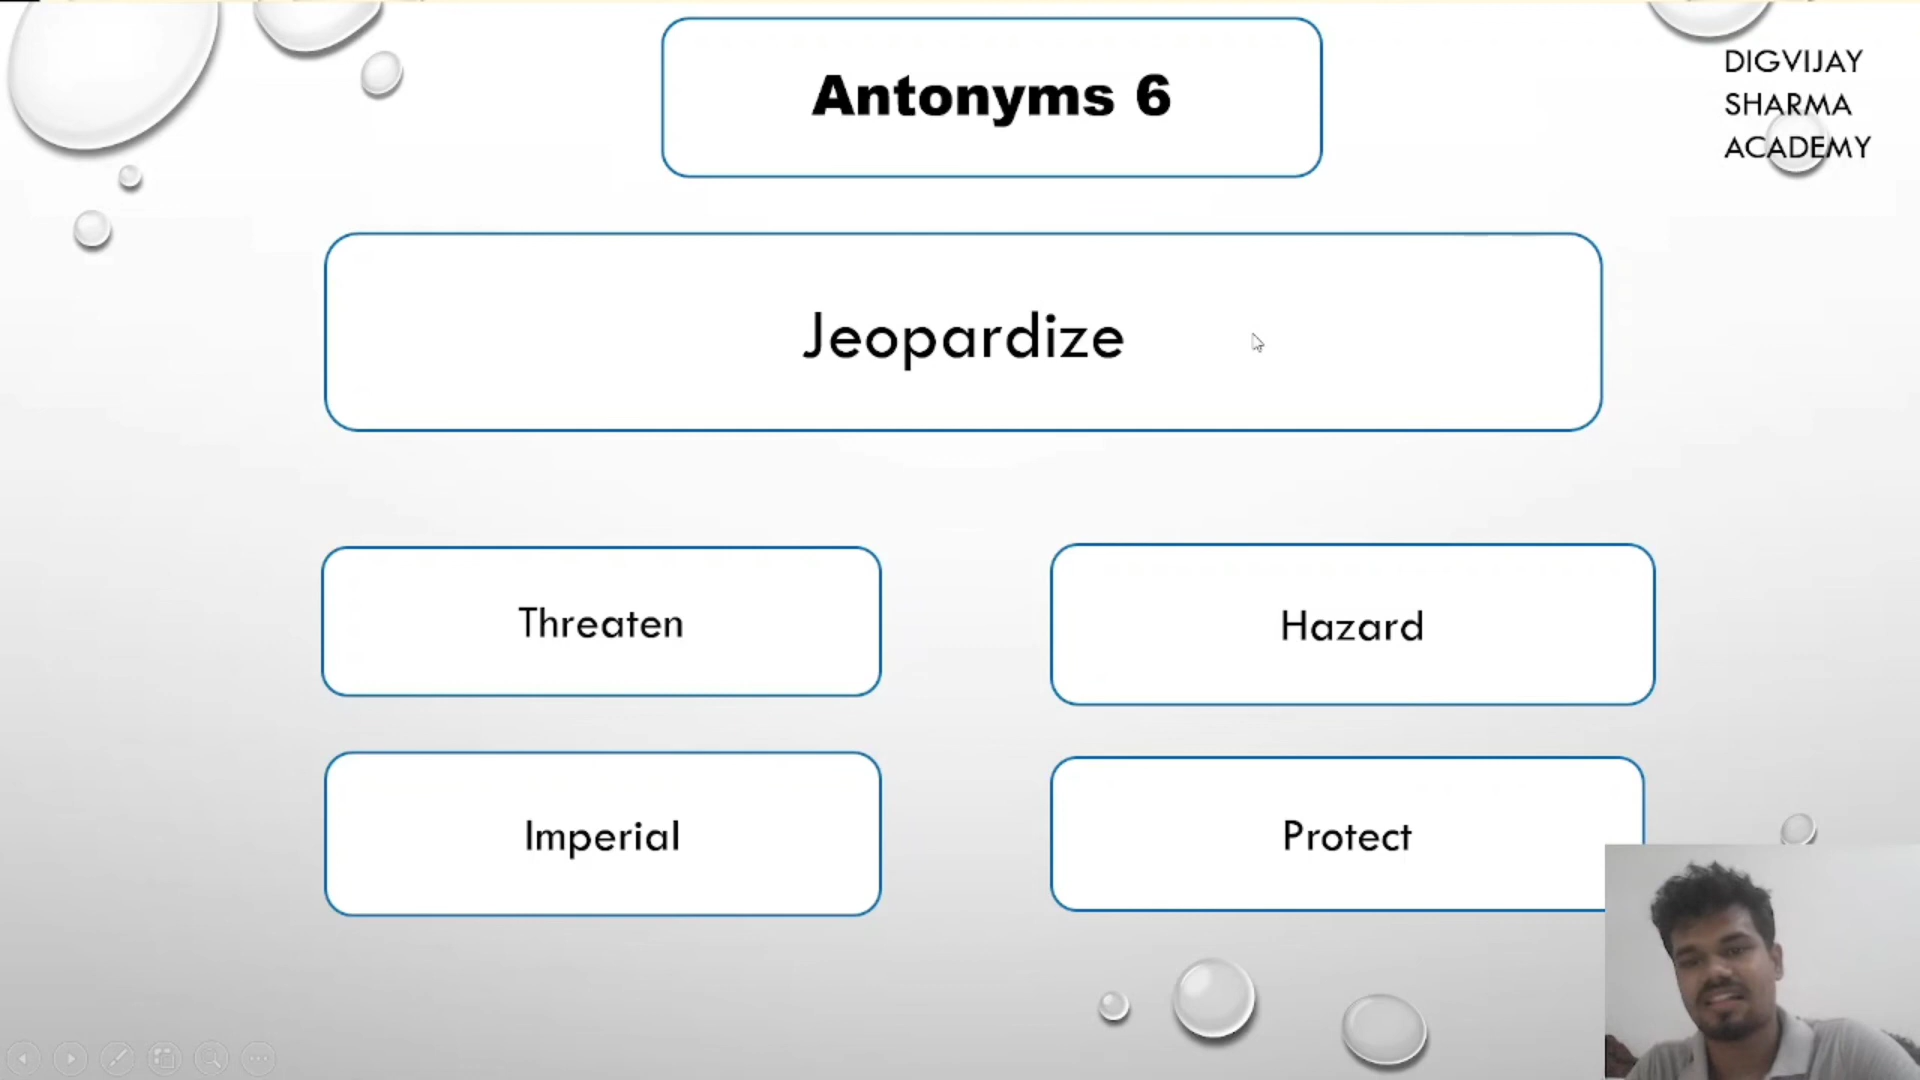 Antonyms 6
DIGVIJAY
SHARMA
ACADEMY
Jeopardize
Threaten
Hazard
Imperial
Protect